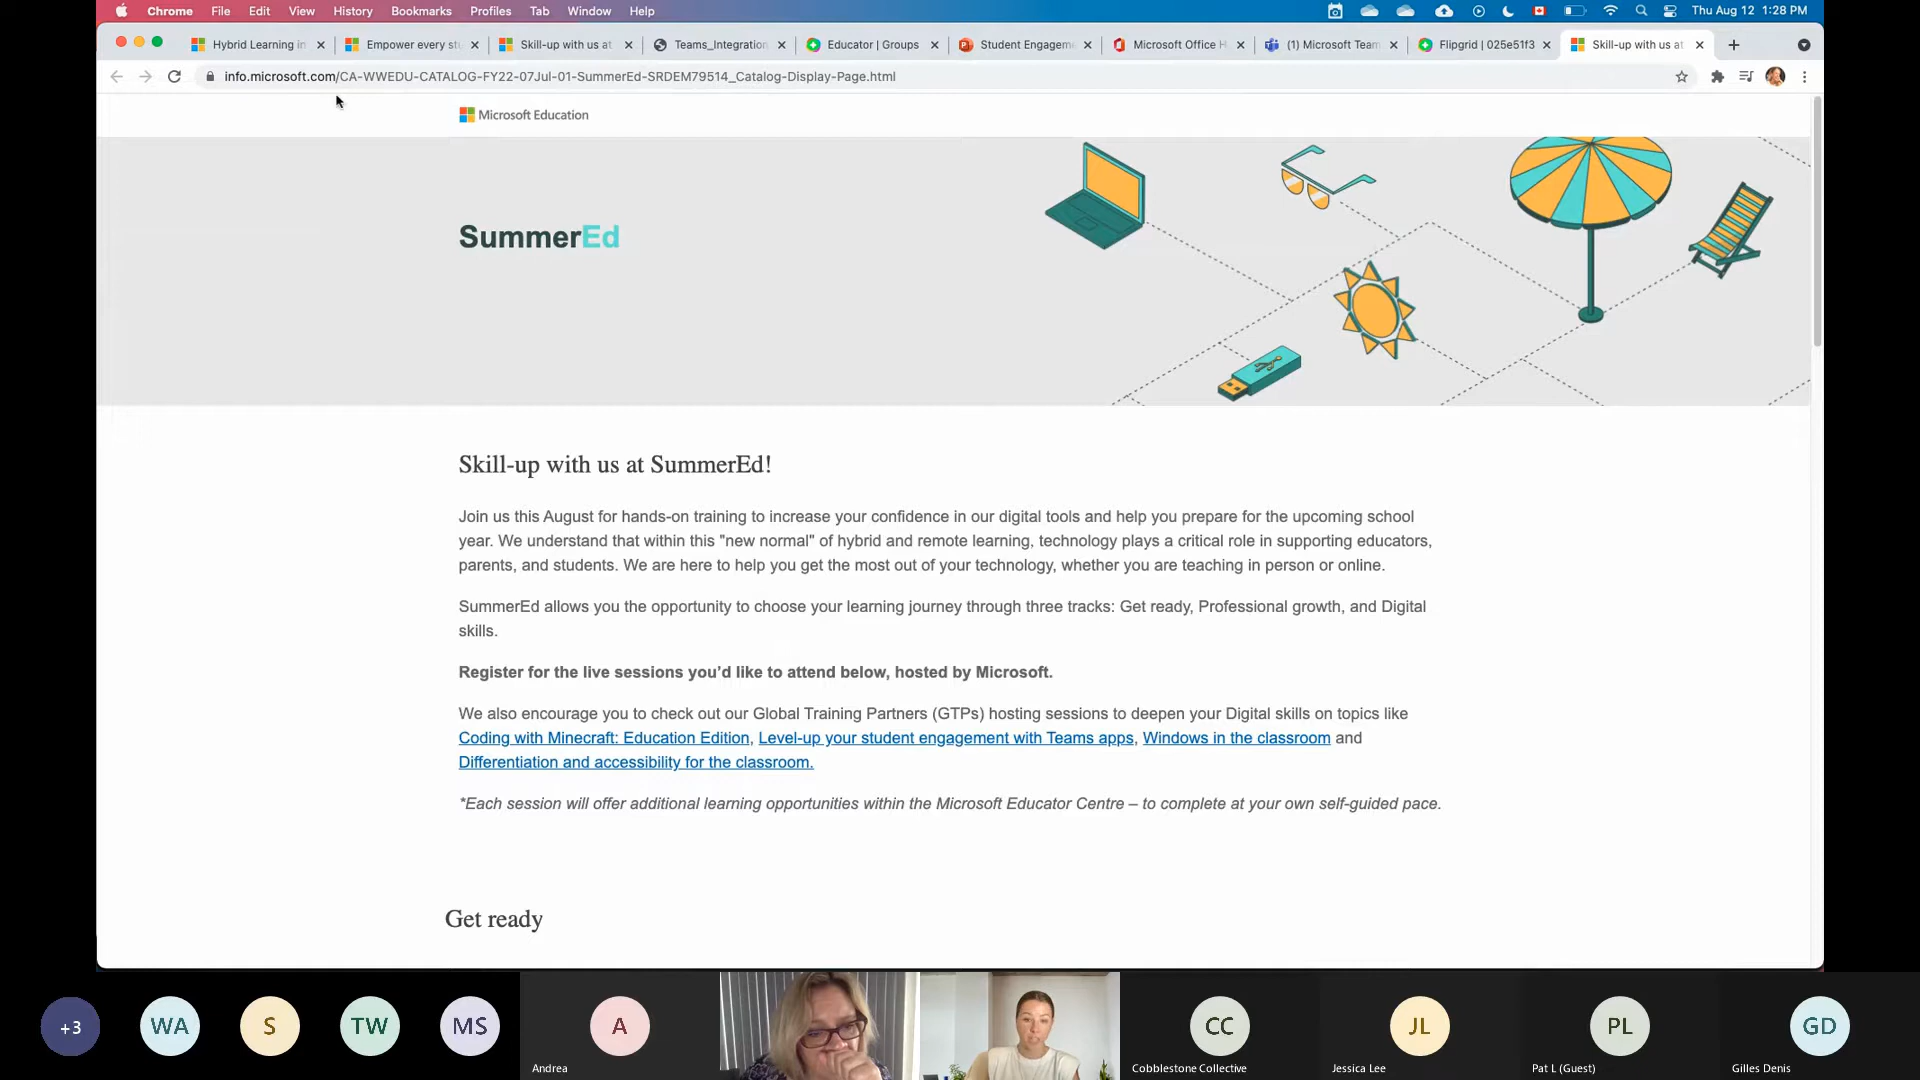 Chrome File Edit View History Bookmarks Profiles Tab Window Help Thu Aug 12 1:28 PM
Hybrid Learning in Empower every stu Skill-up with us at Teams_Integration Educator | Groups Student Engagem Microsoft Office H (1) Microsoft Team Flipgrid | 025e51f3 Skill-up with us at
info.microsoft.com/CA-WWEDU-CATALOG-FY22-07Jul-01-SummerEd-SRDEM79514_Catalog-Display-Page.html
Microsoft Education
SummerEd
Skill-up with us at SummerEd!
Join us this August for hands-on training to increase your confidence in our digital tools and help you prepare for the upcoming school
year. We understand that within this "new normal" of hybrid and remote learning, technology plays a critical role in supporting educators,
parents, and students. We are here to help you get the most out of your technology, whether you are teaching in person or online.
SummerEd allows you the opportunity to choose your learning journey through three tracks: Get ready, Professional growth, and Digital
skills.
Register for the live sessions you’d like to attend below, hosted by Microsoft.
We also encourage you to check out our Global Training Partners (GTPs) hosting sessions to deepen your Digital skills on topics like
Coding with Minecraft: Education Edition, Level-up your student engagement with Teams apps, Windows in the classroom and
Differentiation and accessibility for the classroom.
*Each session will offer additional learning opportunities within the Microsoft Educator Centre – to complete at your own self-guided pace.
Get ready
+3 WA S TW MS A CC JL PL GD
Andrea Cobblestone Collective Jessica Lee Pat L (Guest) Gilles Denis